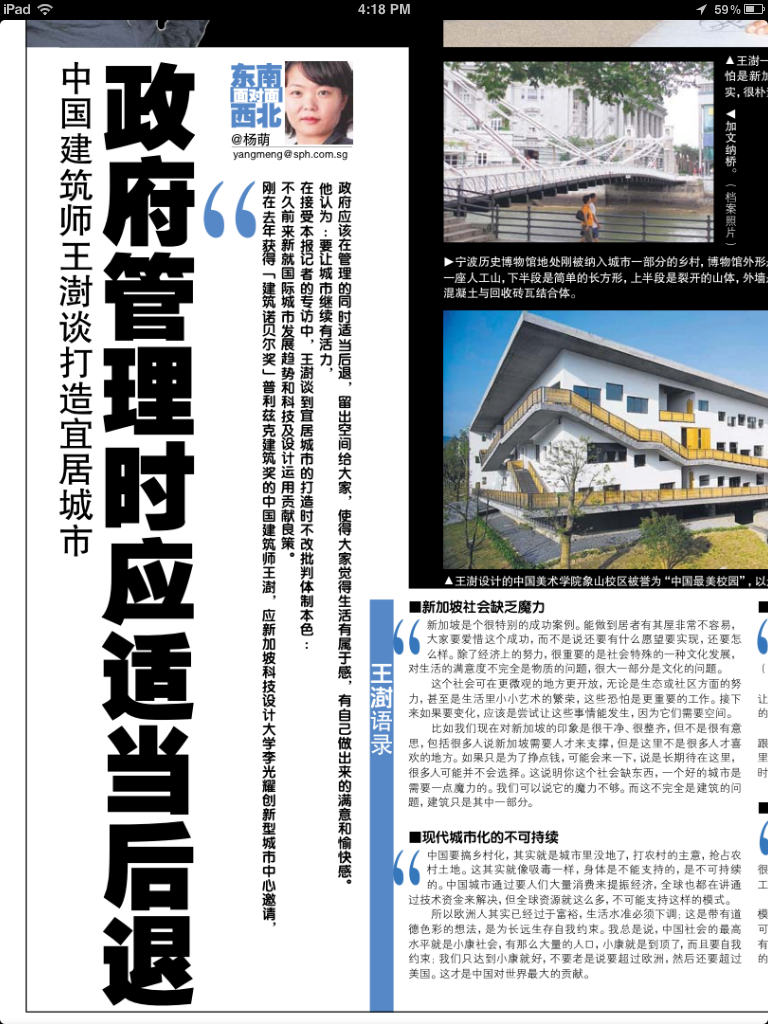 iPad
4:18 PM
59%
中国建筑师王澍谈打造宜居城市
政府管理时应适当后退
东南
面对面
西北
@杨萌
yangmeng@sph.com.sg
刚在去年获得「建筑诺贝尔奖」普利兹克建筑奖的中国建筑师王澍，应新加坡科技设计大学李光耀创新型城市中心邀请，
不久前来新就国际城市发展趋势和科技及设计运用贡献良策。
在接受本报记者的专访中，王澍谈到宜居城市的打造时不改批判体制本色：
他认为：要让城市继续有活力，
政府应该在管理的同时适当后退，留出空间给大家，使得大家觉得生活有属于感，有自己做出来的满意和愉快感。
▲王澍一
怕是新加
实，很朴
▲加文纳桥。（档案照片）
▶宁波历史博物馆地处刚被纳入城市一部分的乡村，博物馆外形
一座人工山，下半段是简单的长方形，上半段是裂开的山体，外墙
混凝土与回收砖瓦结合体。
▲王澍设计的中国美术学院象山校区被誉为“中国最美校园”，以
王澍语录
■新加坡社会缺乏魔力
新加坡是个很特别的成功案例。能做到居者有其屋非常不容易，
大家要爱惜这个成功，而不是说还要有什么愿望要实现，还要怎
么样。除了经济上的努力，很重要的是社会特殊的一种文化发展，
对生活的满意度不完全是物质的问题，很大一部分是文化的问题。
这个社会可在更微观的地方更开放，无论是生态或社区方面的努
力，甚至是生活里小小艺术的繁荣，这些恐怕是更重要的工作。接下
来如果要变化，应该是尝试让这些事情能发生，因为它们需要空间。
比如我们现在对新加坡的印象是很干净、很整齐，但不是很有意
思，包括很多人说新加坡需要人才来支撑，但是这里不是很多人才喜
欢的地方。如果只是为了挣点钱，可能会来一下，说是长期待在这里，
很多人可能并不会选择。这说明你这个社会缺东西，一个好的城市是
需要一点魔力的。我们可以说它的魔力不够。而这不完全是建筑的问
题，建筑只是其中一部分。
■现代城市化的不可持续
中国要搞乡村化，其实就是城市里没地了，打农村的主意，抢占农
村土地。这其实就像吸毒一样，身体是不能支持的，是不可持续
的。中国城市通过要人们大量消费来提振经济，全球也都在讲通
过技术资金来解决，但全球资源就这么多，不可能支持这样的模式。
所以欧洲人其实已经过于富裕，生活水准必须下调；这是带有道
德色彩的想法，是为长远生存自我约束。我总是说，中国社会的最高
水平就是小康社会，有那么大量的人口，小康就是到顶了，而且要自我
约束；我们只达到小康就好，不要老是说要超过欧洲，然后还要超过
美国。这才是中国对世界最大的贡献。